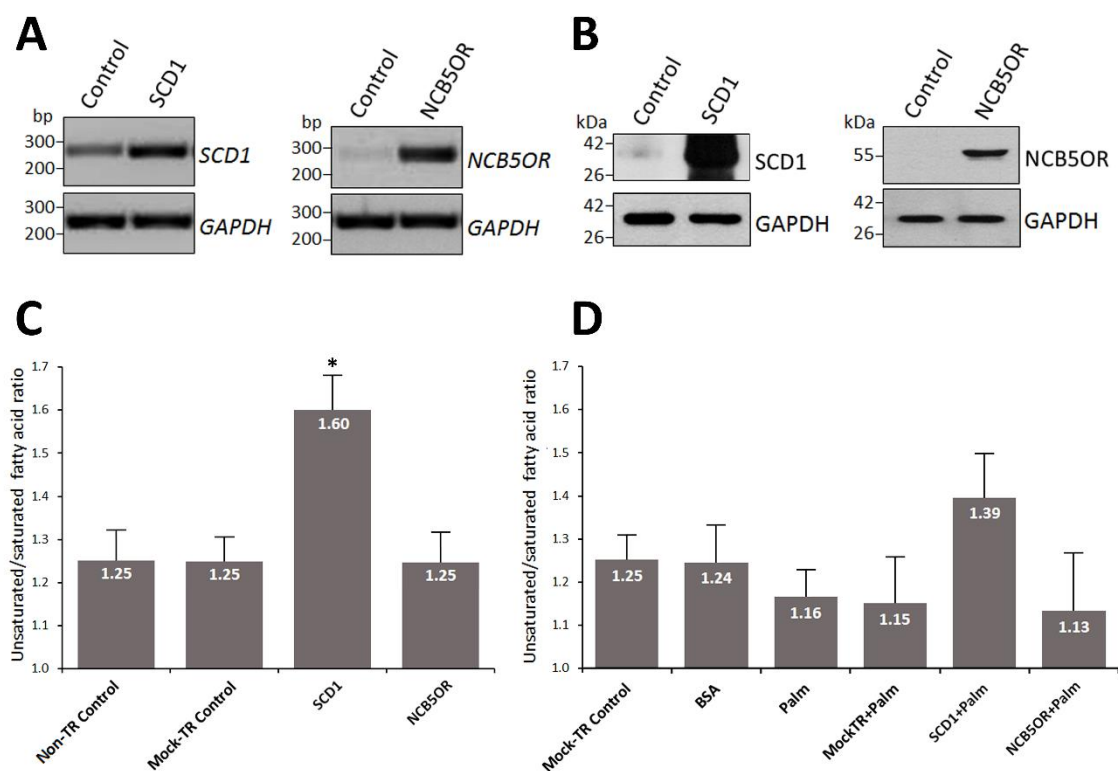 A
Control
SCD1
bp
300
200
SCD1
300
200
GAPDH
Control
NCB5OR
bp
300
200
NCB5OR
300
200
GAPDH
B
Control
SCD1
kDa
42
26
SCD1
42
26
GAPDH
Control
NCB5OR
kDa
55
NCB5OR
42
26
GAPDH
C
Unsaturated/saturated fatty acid ratio
1.7
1.6
1.5
1.4
1.3
1.2
1.1
1.0
*
1.25
1.25
1.60
1.25
Non-TR Control
Mock-TR Control
SCD1
NCB5OR
D
Unsaturated/saturated fatty acid ratio
1.7
1.6
1.5
1.4
1.3
1.2
1.1
1.0
1.25
1.24
1.16
1.15
1.39
1.13
Mock-TR Control
BSA
Palm
MockTR+Palm
SCD1+Palm
NCB5OR+Palm